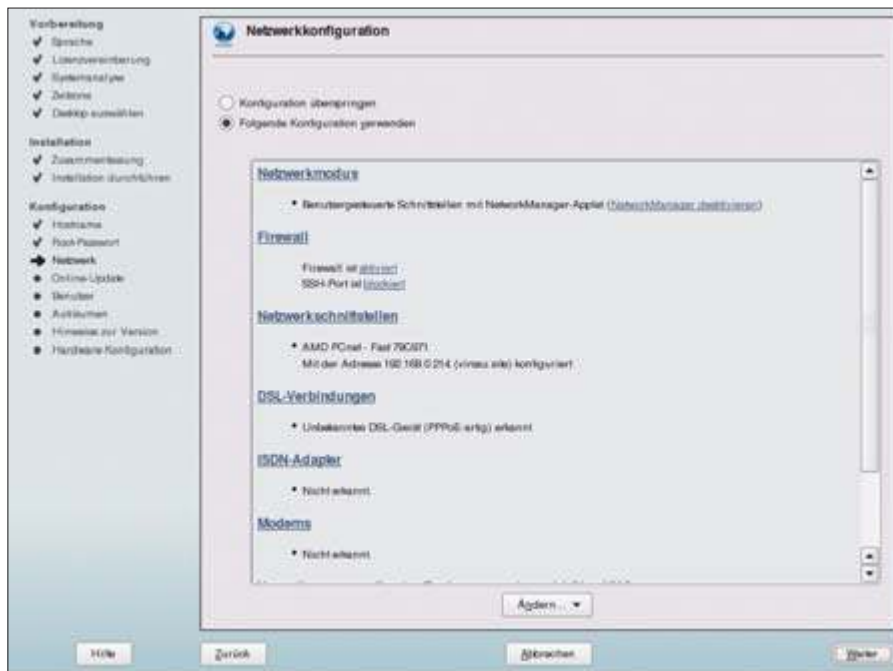 Vorbereitung
Sprache
Lizenzvereinbarung
Systemanalyse
Zeitzone
Desktop auswählen
Installation
Zusammenfassung
Installation durchführen
Konfiguration
Hostname
Root-Passwort
Netzwerk
Online-Update
Benutzer
Aufräumen
Hinweise zur Version
Hardware-Konfiguration
Netzwerkkonfiguration
Konfiguration überspringen
Folgende Konfiguration verwenden
Netzwerkmodus
Benutzergesteuerte Schnittstellen mit NetworkManager-Applet (NetworkManager deaktivieren)
Firewall
Firewall ist aktiviert
SSH-Port ist blockiert
Netzwerkschnittstellen
AMD PCnet - Fast 79C971
Mit der Adresse 192.168.0.214 konfiguriert
DSL-Verbindungen
Unbekanntes DSL-Gerät (PPPoE-artig) erkannt
ISDN-Adapter
Nicht erkannt.
Moderns
Nicht erkannt.
Ändern...
Hilfe
Zurück
Abbrechen
Weiter